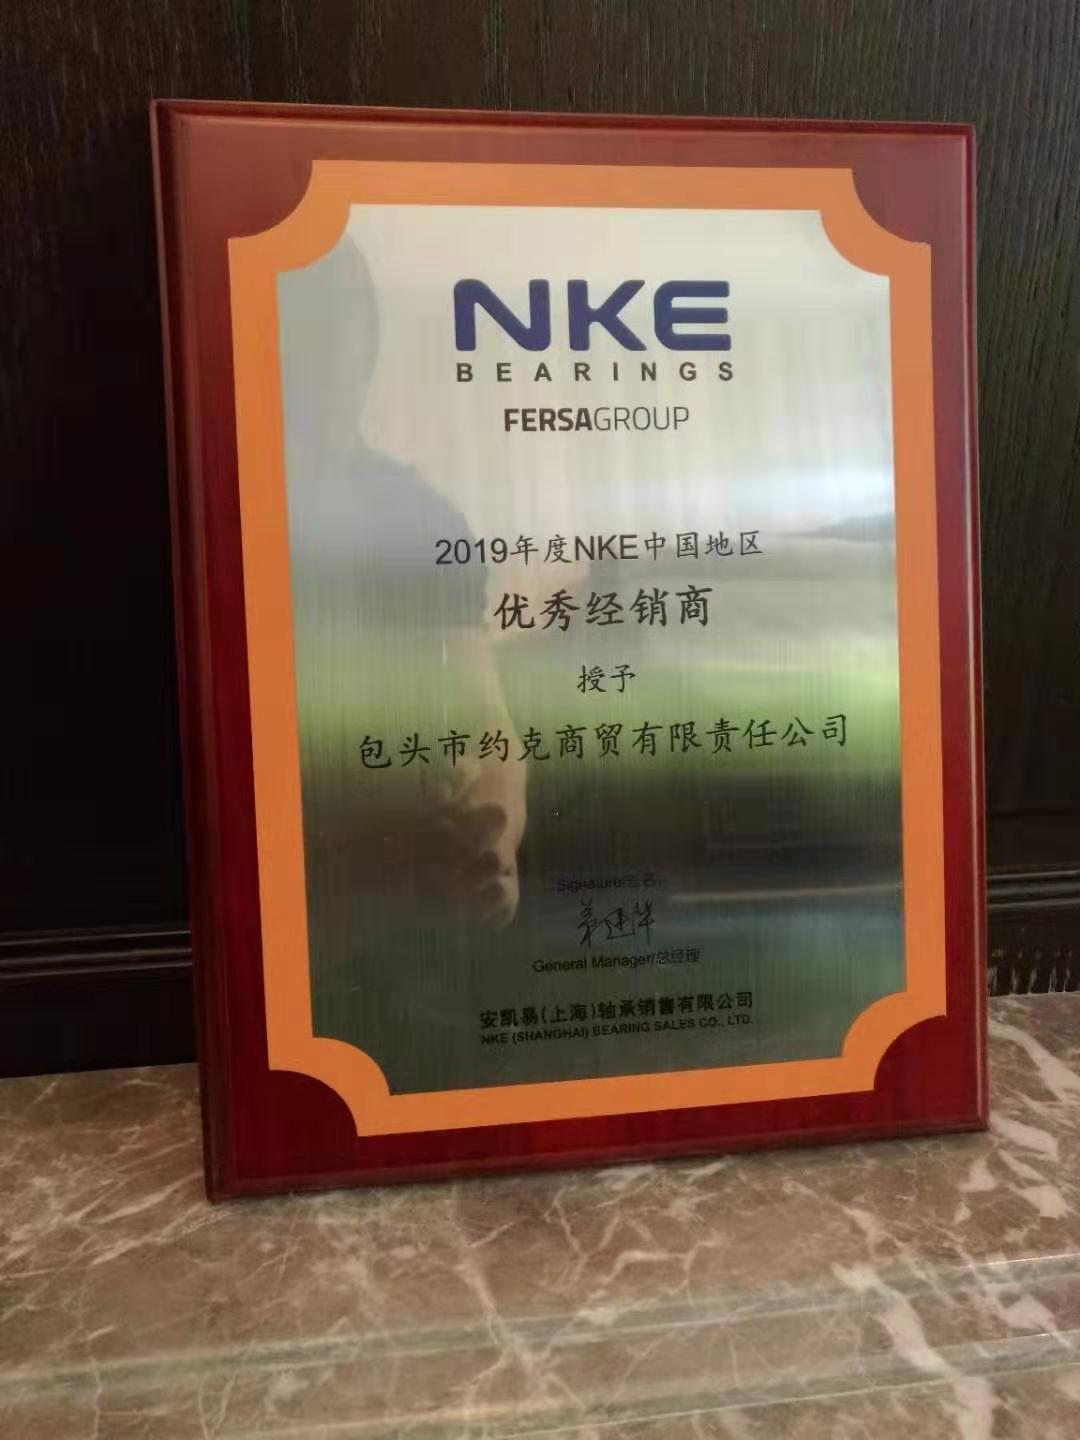 NKE
BEARINGS
FERSAGROUP
2019年度NKE中国地区
优秀经销商
授予
包头市约克商贸有限责任公司
Signature/签名:
General Manager/总经理
安凯易(上海)轴承销售有限公司
NKE (SHANGHAI) BEARING SALES CO., LTD.